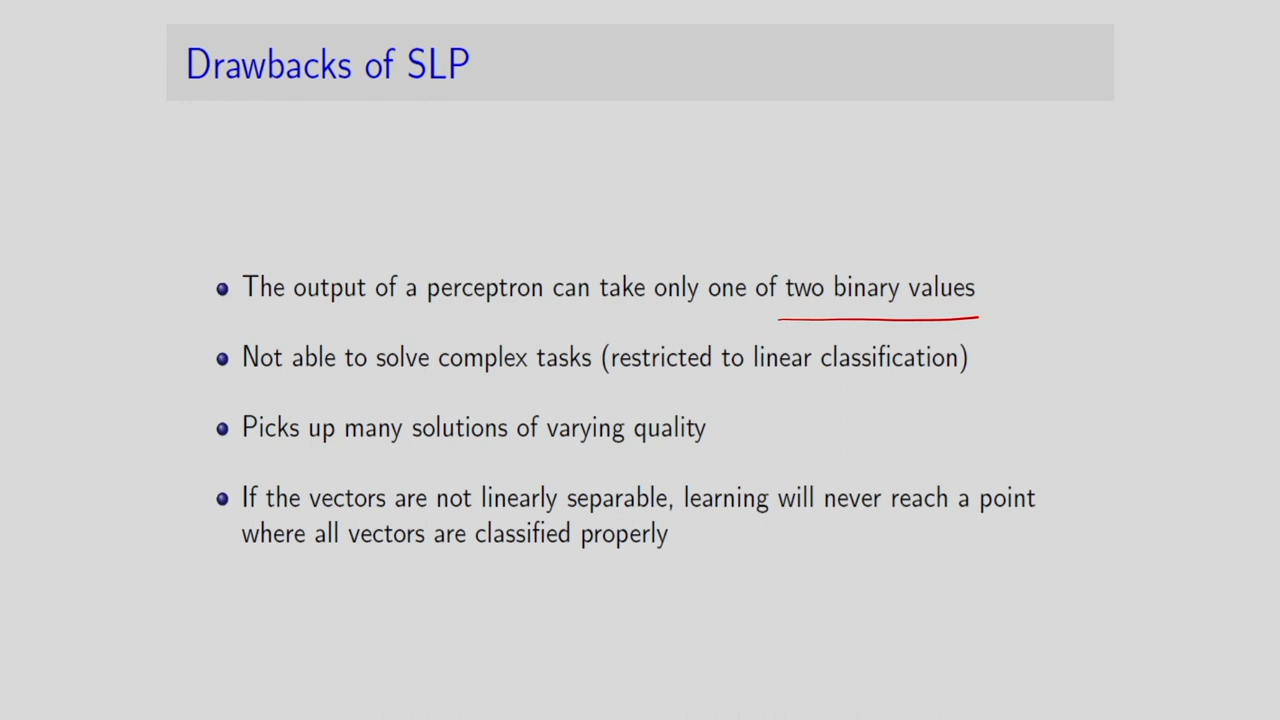 Drawbacks of SLP
The output of a perceptron can take only one of two binary values
Not able to solve complex tasks (restricted to linear classification)
Picks up many solutions of varying quality
If the vectors are not linearly separable, learning will never reach a point
where all vectors are classified properly